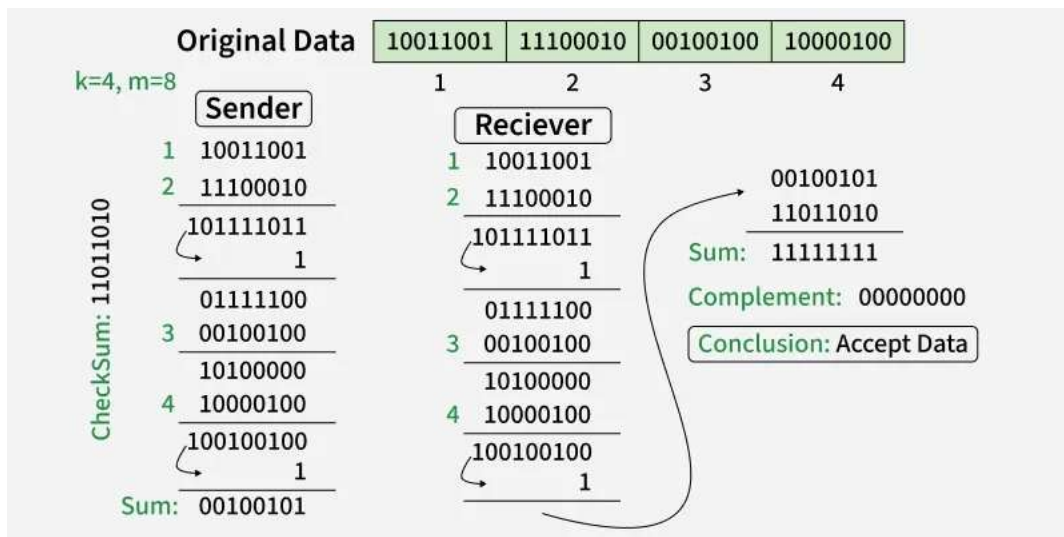 Original Data 10011001 11100010 00100100 10000100
k=4, m=8 1 2 3 4
CheckSum: 11011010
Sender
1 10011001
2 11100010
101111011
1
01111100
3 00100100
10100000
4 10000100
100100100
1
Sum: 00100101
Reciever
1 10011001
2 11100010
101111011
1
01111100
3 00100100
10100000
4 10000100
100100100
1
00100101
11011010
Sum: 11111111
Complement: 00000000
Conclusion: Accept Data